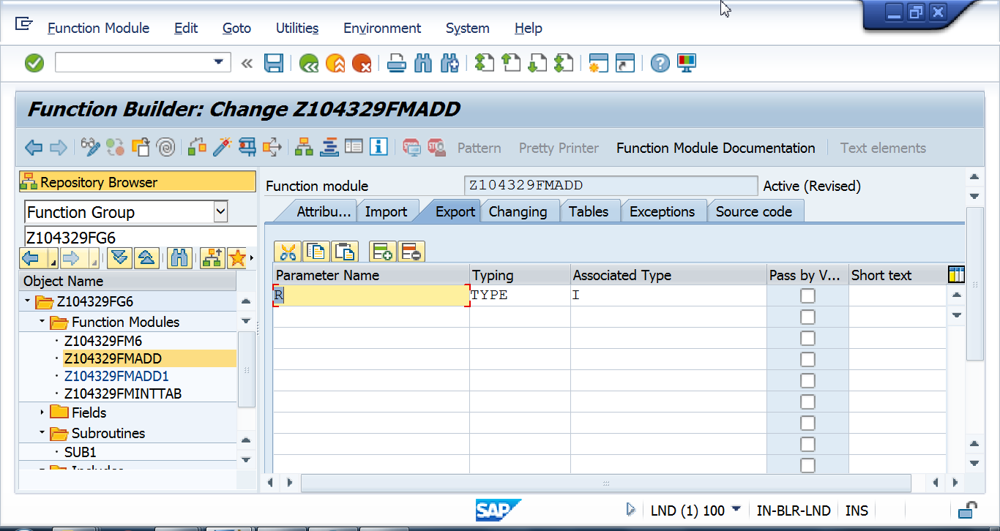 Function Module Edit Goto Utilities Environment System Help
Function Builder: Change Z104329FMADD
Pattern Pretty Printer Function Module Documentation Text elements
Repository Browser
Function Group
Z104329FG6
Object Name
Z104329FG6
Function Modules
Z104329FM6
Z104329FMADD
Z104329FMADD1
Z104329FMINTTAB
Fields
Subroutines
SUB1
Includes
Function module Z104329FMADD Active (Revised)
Attribu... Import Export Changing Tables Exceptions Source code
Parameter Name Typing Associated Type Pass by V... Short text
R TYPE I
SAP LND (1) 100 IN-BLR-LND INS